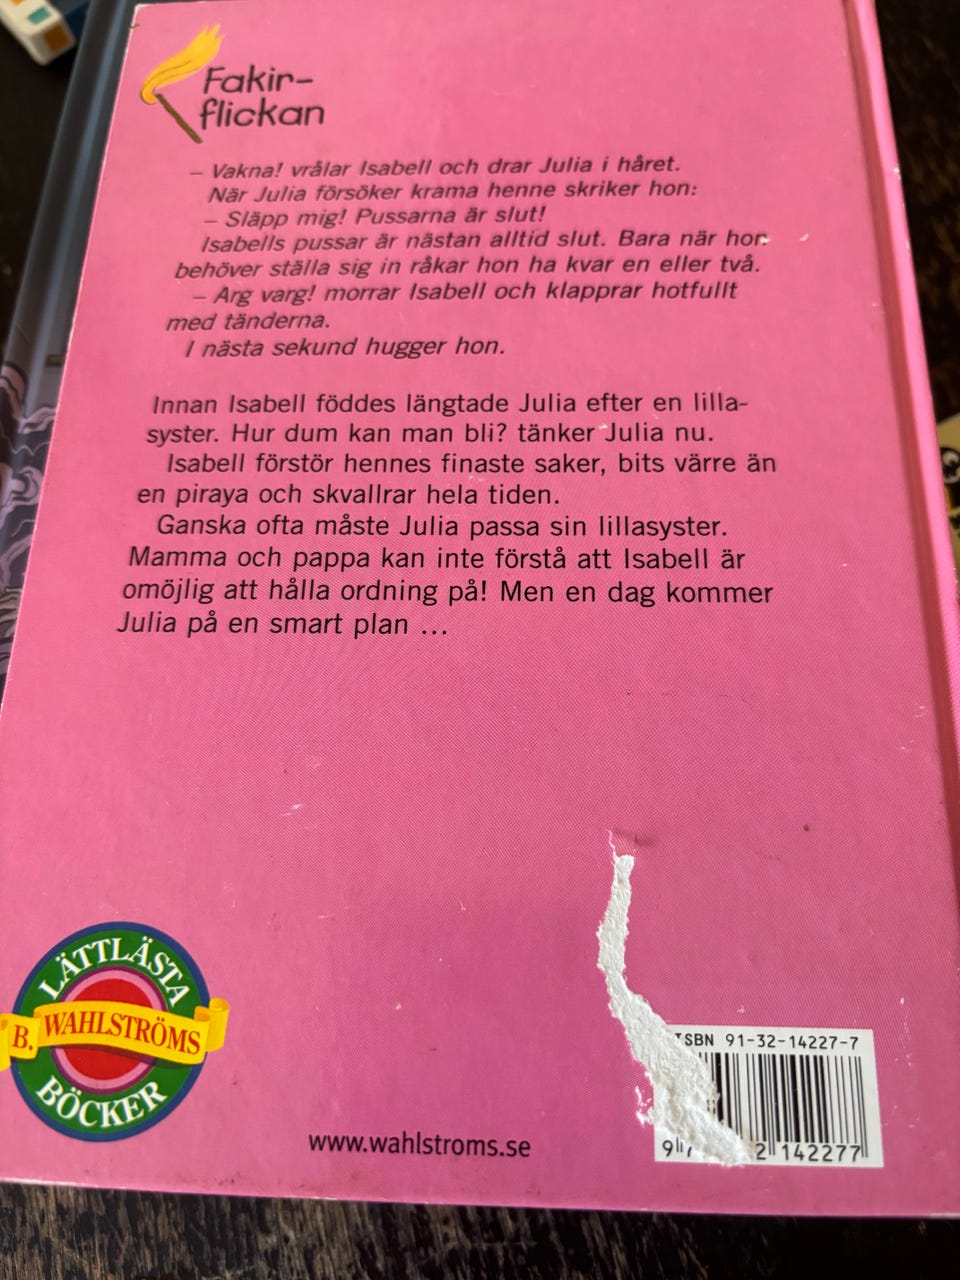 Fakir-
flickan
– Vakna! vrålar Isabell och drar Julia i håret.
När Julia försöker krama henne skriker hon:
– Släpp mig! Pussarna är slut!
Isabells pussar är nästan alltid slut. Bara när hon
behöver ställa sig in råkar hon ha kvar en eller två.
– Arg varg! morrar Isabell och klapprar hotfullt
med tänderna.
I nästa sekund hugger hon.
Innan Isabell föddes längtade Julia efter en lilla-
syster. Hur dum kan man bli? tänker Julia nu.
Isabell förstör hennes finaste saker, bits värre än
en piraya och skvallrar hela tiden.
Ganska ofta måste Julia passa sin lillasyster.
Mamma och pappa kan inte förstå att Isabell är
omöjlig att hålla ordning på! Men en dag kommer
Julia på en smart plan ...
LÄTTLÄSTA
B. WAHLSTRÖMS
BÖCKER
www.wahlstroms.se
ISBN 91-32-14227-7
9 2 142277